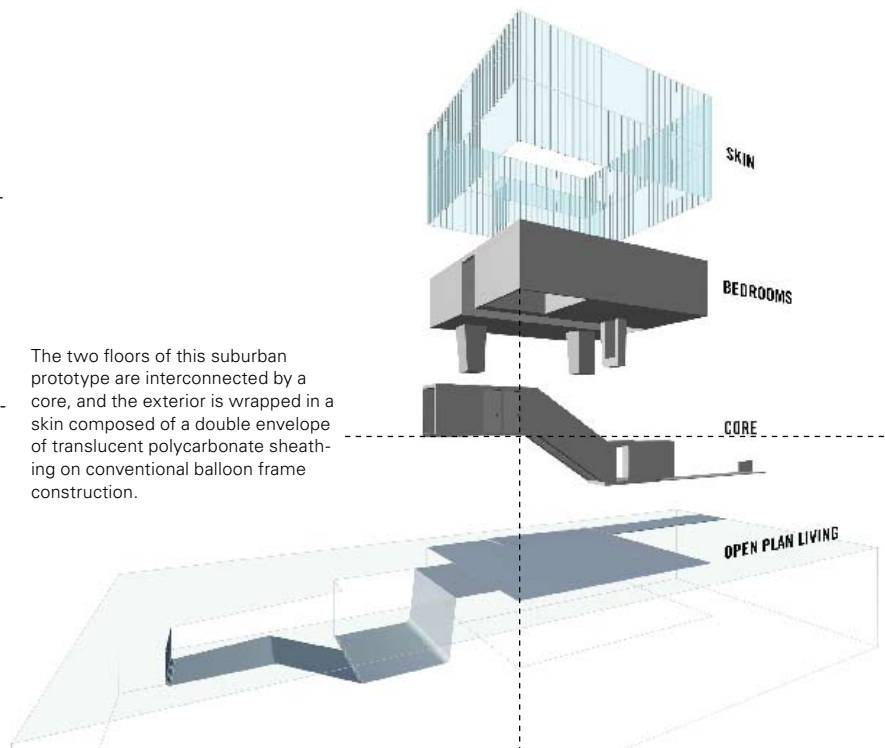 SKIN
BEDROOMS
The two floors of this suburban
prototype are interconnected by a
core, and the exterior is wrapped in a
skin composed of a double envelope
of translucent polycarbonate sheath-
ing on conventional balloon frame
construction.
CORE
OPEN PLAN LIVING